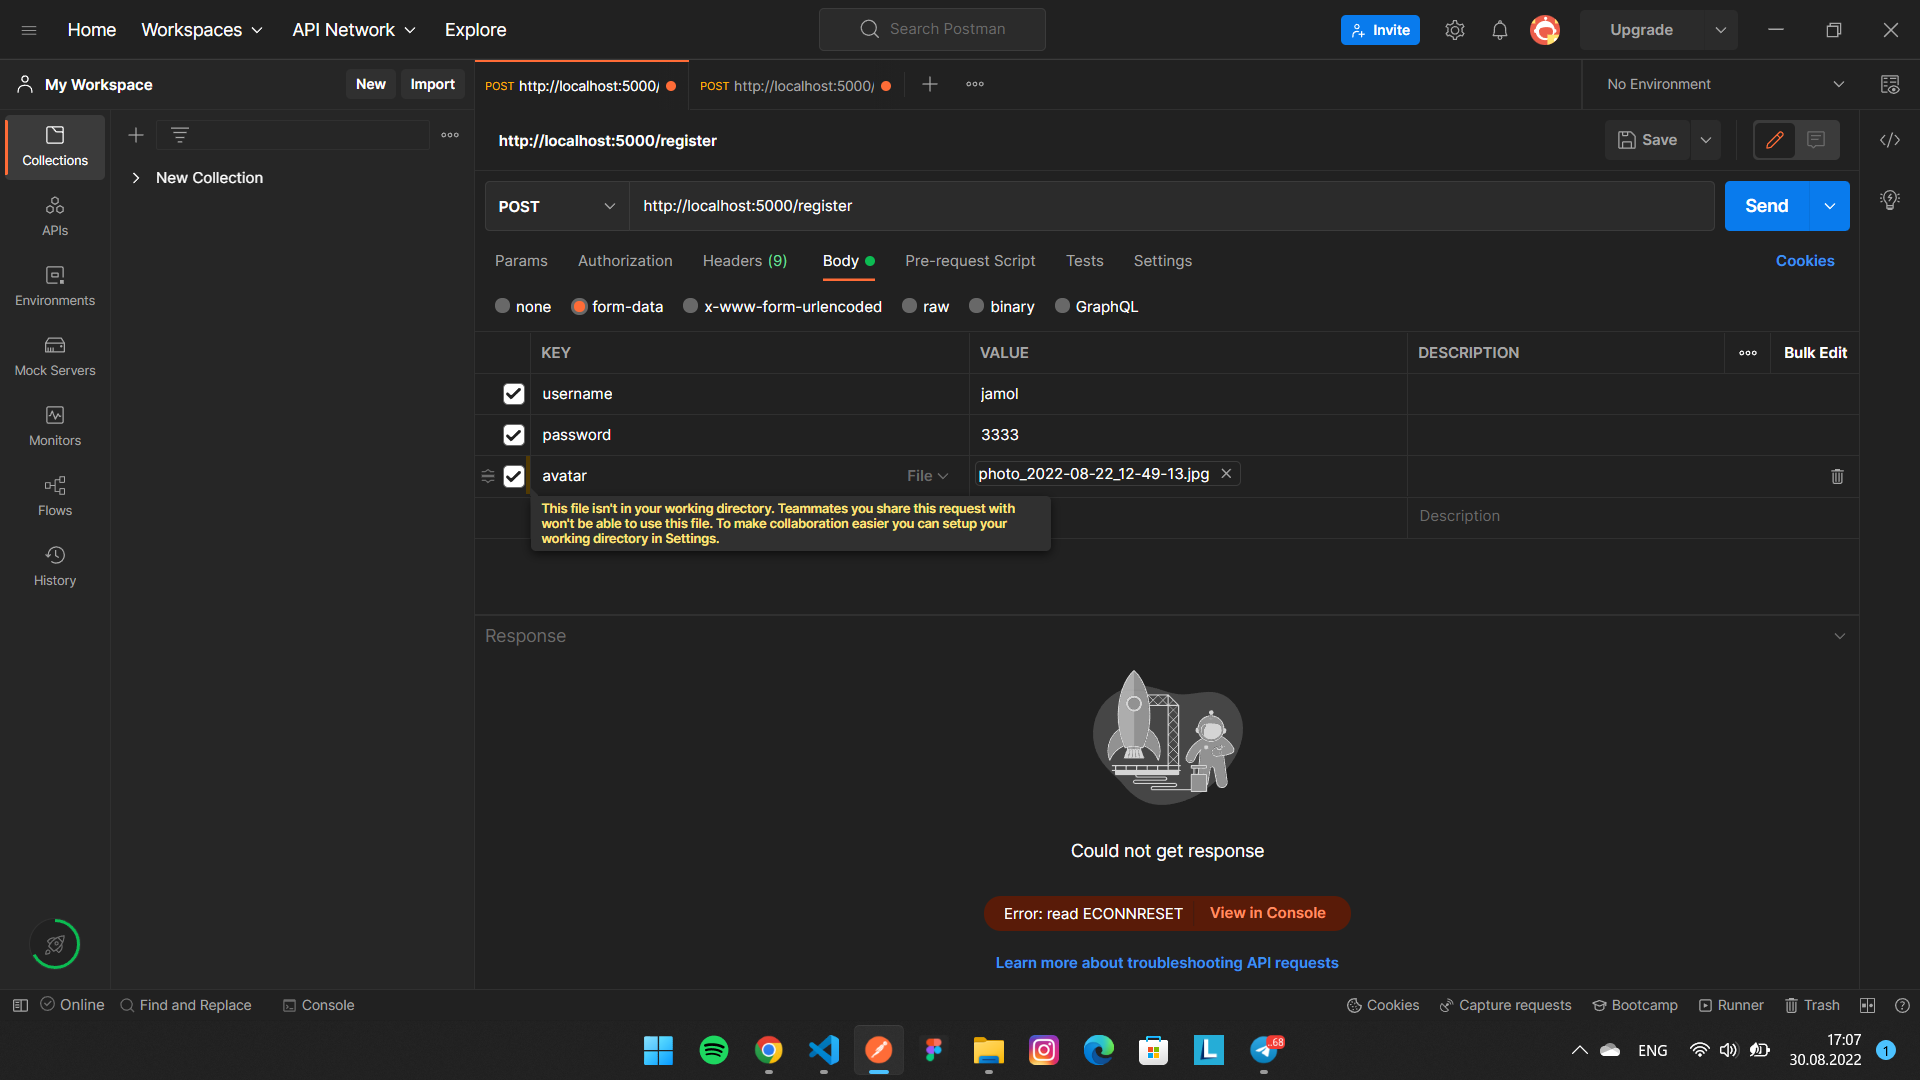 Home
Workspaces
API Network
Explore
Search Postman
Invite
Upgrade
My Workspace
New
Import
POST http://localhost:5000/
POST http://localhost:5000/
No Environment
Collections
APIs
Environments
Mock Servers
Monitors
Flows
History
New Collection
http://localhost:5000/register
Save
POST
http://localhost:5000/register
Send
Params
Authorization
Headers (9)
Body
Pre-request Script
Tests
Settings
Cookies
none
form-data
x-www-form-urlencoded
raw
binary
GraphQL
KEY
VALUE
DESCRIPTION
Bulk Edit
username
jamol
password
3333
avatar
File
photo_2022-08-22_12-49-13.jpg
This file isn't in your working directory. Teammates you share this request with
won't be able to use this file. To make collaboration easier you can setup your
working directory in Settings.
Description
Response
Could not get response
Error: read ECONNRESET
View in Console
Learn more about troubleshooting API requests
Online
Find and Replace
Console
Cookies
Capture requests
Bootcamp
Runner
Trash
..68
ENG
17:07
30.08.2022
1